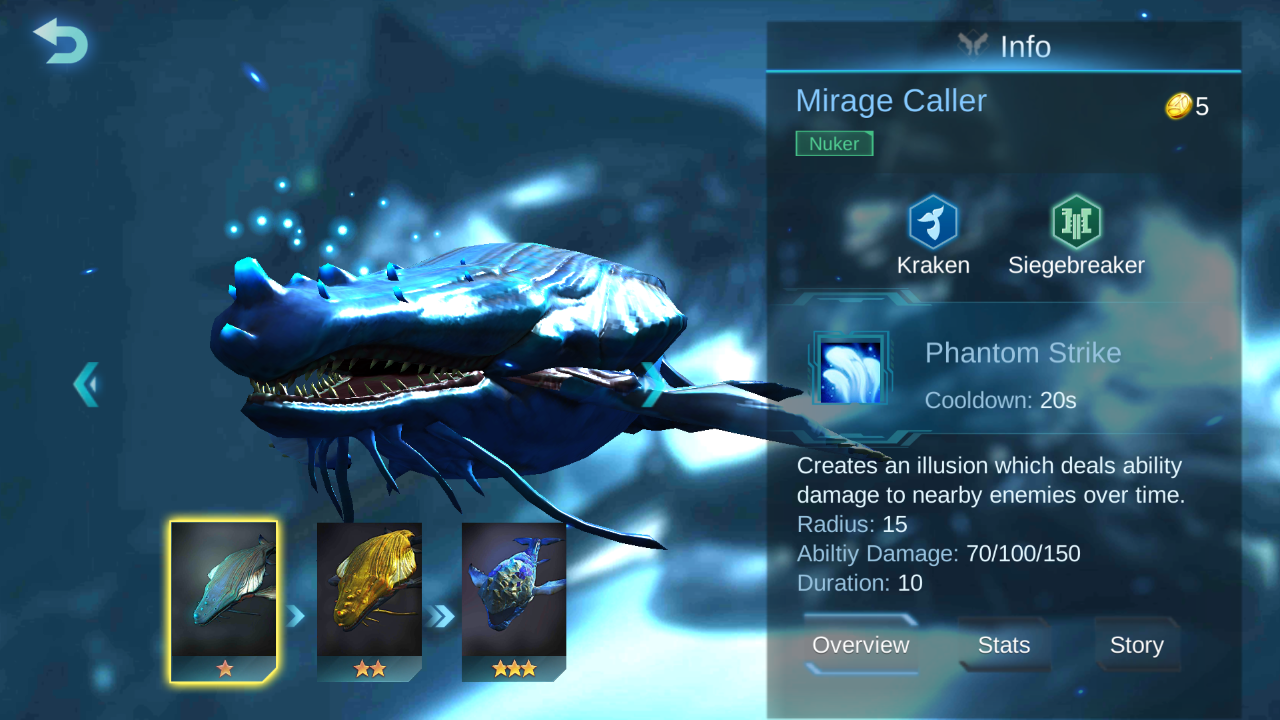 Info
Mirage Caller
5
Nuker
Kraken
Siegebreaker
Phantom Strike
Cooldown: 20s
Creates an illusion which deals ability
damage to nearby enemies over time.
Radius: 15
Abiltiy Damage: 70/100/150
Duration: 10
Overview
Stats
Story